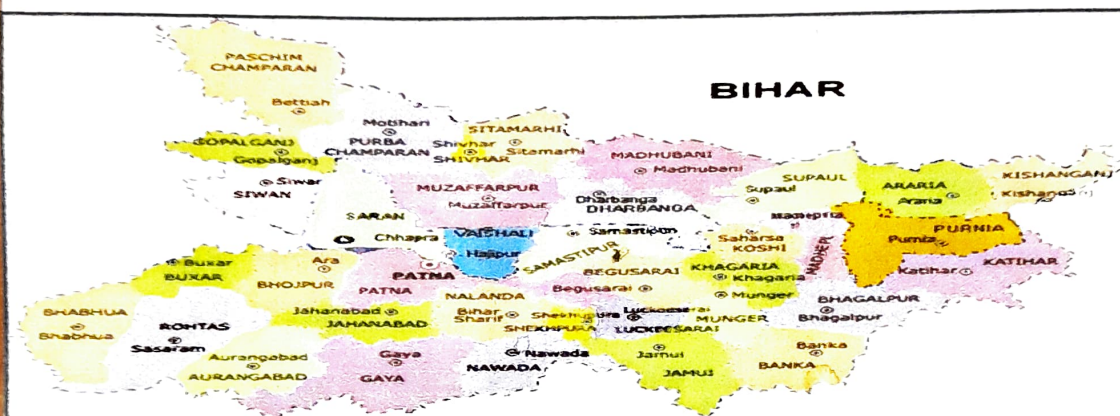 PASCHIM
CHAMPARAN
BIHAR
Bettiah
Motihari
PURBA
CHAMPARAN
SITAMARHI
Shivhar
Sitamarhi
SHIVHAR
GOPALGANJ
Gopalganj
MADHUBANI
Madhubani
SUPAUL
Supaul
ARARIA
Araria
KISHANGANJ
Siwan
SIWAN
MUZAFFARPUR
Muzaffarpur
Dharbanga
DHARBANGA
SARAN
Chhapra
VAISHALI
Hajipur
Samastipur
SAMASTIPUR
Saharsa
KOSHI
PURNIA
Purnia
KATIHAR
Katihar
Buxar
BUXAR
Ara
BHOJPUR
PATNA
PATNA
BEGUSARAI
Begusarai
KHAGARIA
Khagaria
Munger
MUNGER
BHAGALPUR
Bhagalpur
BHABHUA
Bhabhua
ROHTAS
Sasaram
Jahanabad
JAHANABAD
NALANDA
Bihar
Sharif
SHEKHPURA
LUCKEESARAI
Aurangabad
AURANGABAD
Gaya
GAYA
Nawada
NAWADA
Jamui
JAMUI
Banka
BANKA